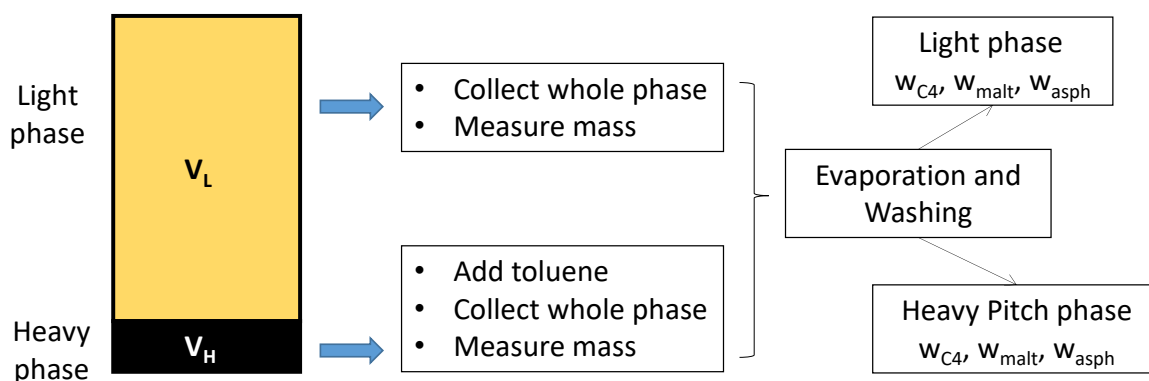 Light
phase
V_L
Heavy
phase
V_H
• Collect whole phase
• Measure mass
• Add toluene
• Collect whole phase
• Measure mass
Evaporation and
Washing
Light phase
w_C4, w_malt, w_asph
Heavy Pitch phase
w_C4, w_malt, w_asph